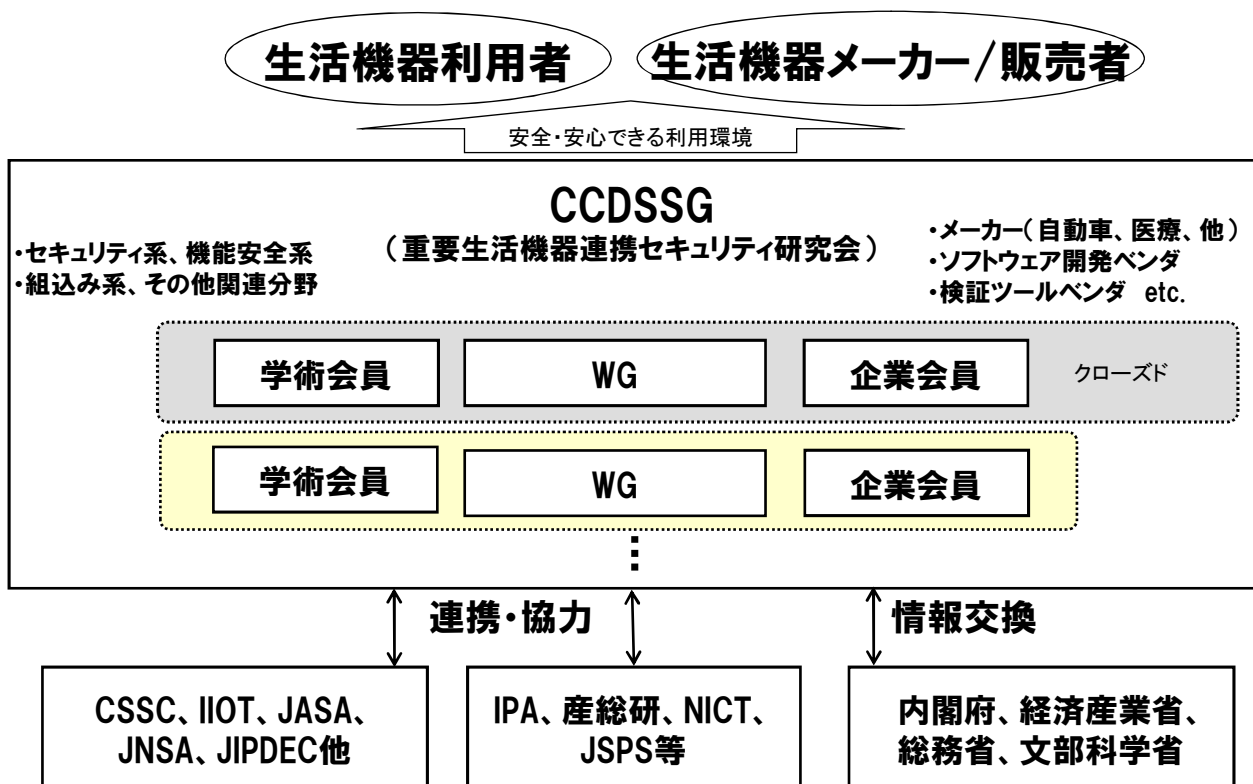 生活機器利用者
生活機器メーカー/販売者
安全・安心できる利用環境
CCDSSG
(重要生活機器連携セキュリティ研究会)
・セキュリティ系、機能安全系
・組込み系、その他関連分野
・メーカー(自動車、医療、他)
・ソフトウェア開発ベンダ
・検証ツールベンダ etc.
学術会員
WG
企業会員
クローズド
学術会員
WG
企業会員
連携・協力
情報交換
CSSC、IIOT、JASA、
JNSA、JIPDEC他
IPA、産総研、NICT、
JSPS等
内閣府、経済産業省、
総務省、文部科学省